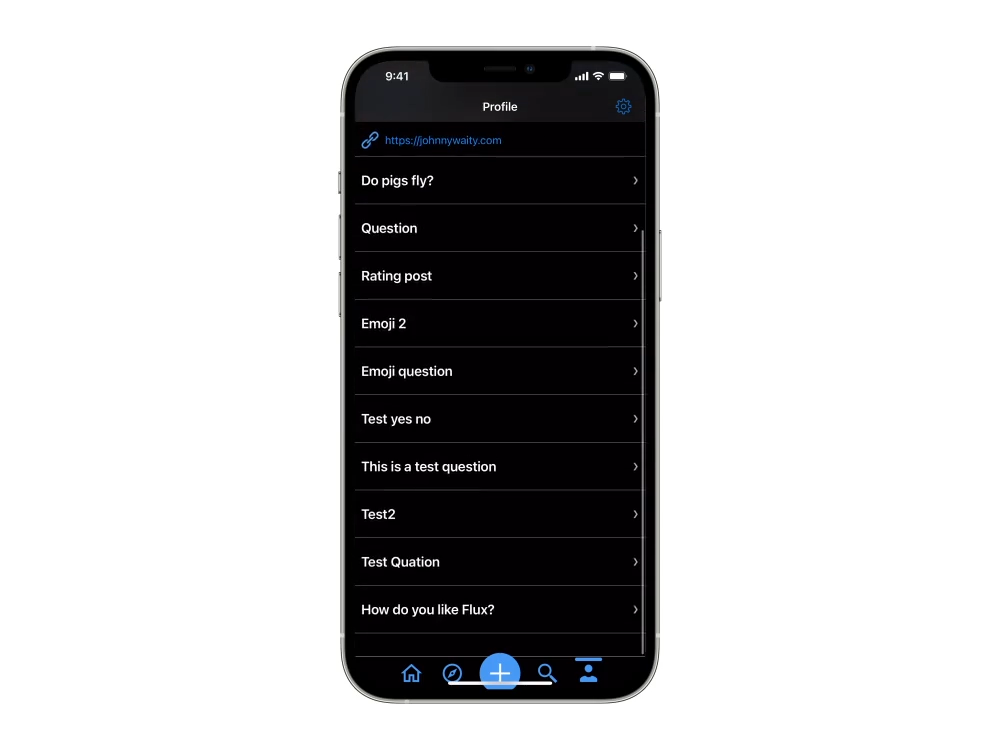 9:41
Profile
https://johnnywaity.com
Do pigs fly?
Question
Rating post
Emoji 2
Emoji question
Test yes no
This is a test question
Test2
Test Quation
How do you like Flux?